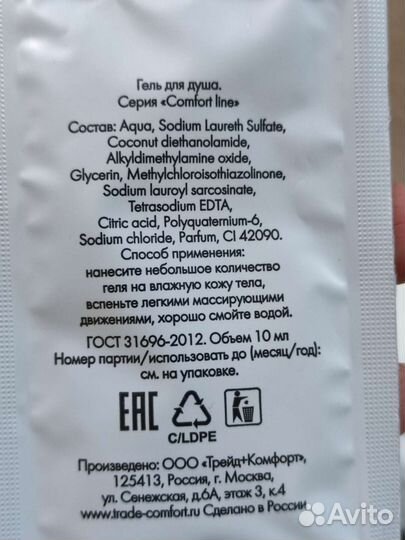 Гель для душа.
Серия «Comfort line»
Состав: Aqua, Sodium Laureth Sulfate,
Coconut diethanolamide,
Alkyldimethylamine oxide,
Glycerin, Methylchloroisothiazolinone,
Sodium lauroyl sarcosinate,
Tetrasodium EDTA,
Citric acid, Polyquaternium-6,
Sodium chloride, Parfum, CI 42090.
Способ применения:
нанесите небольшое количество
геля на влажную кожу тела,
вспеньте легкими массирующими
движениями, хорошо смойте водой.
ГОСТ 31696-2012. Объем 10 мл
Номер партии/использовать до (месяц/год):
см. на упаковке.
EAC
C/LDPE
Произведено: ООО «Трейд+Комфорт»,
125413, Россия, г. Москва,
ул. Сенежская, д.6А, этаж 3, к.4
www.trade-comfort.ru Сделано в России
Avito